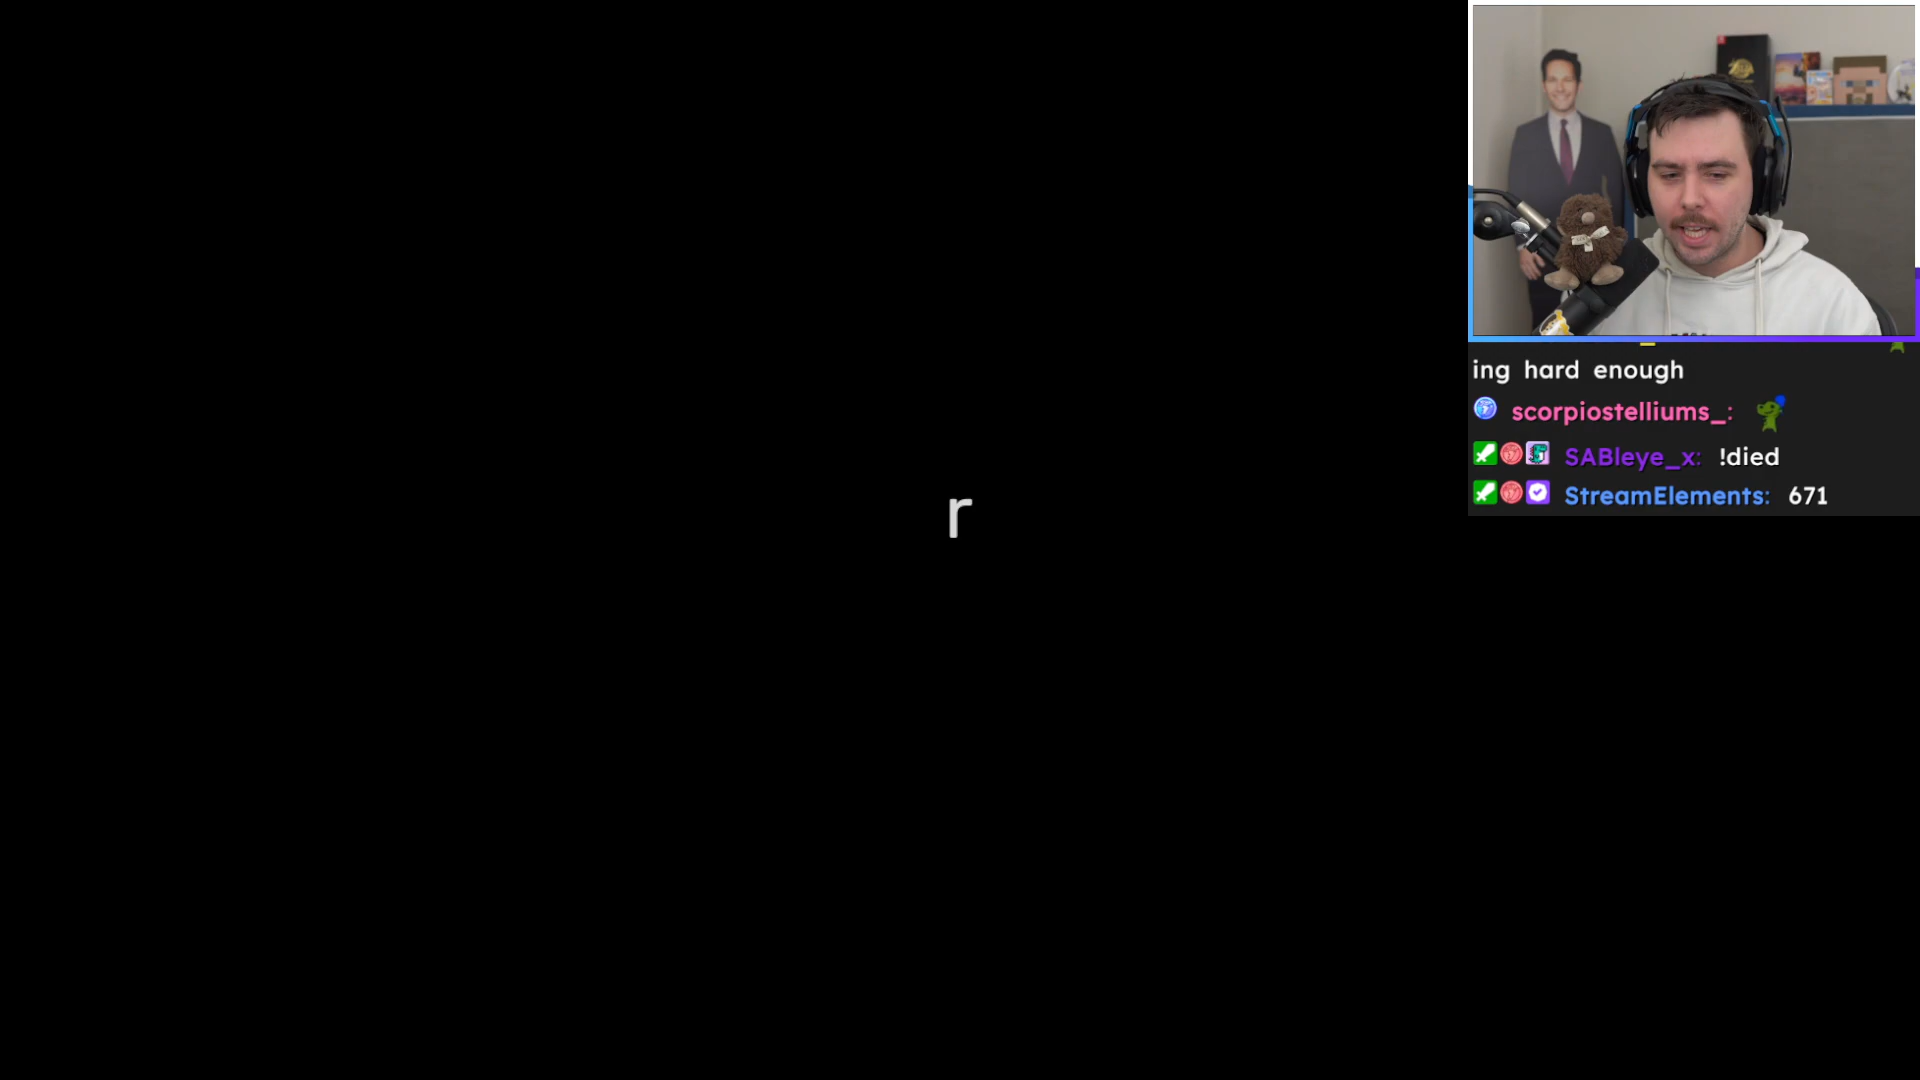 r
ing hard enough
scorpiostelliums_:
SABleye_x: !died
StreamElements: 671